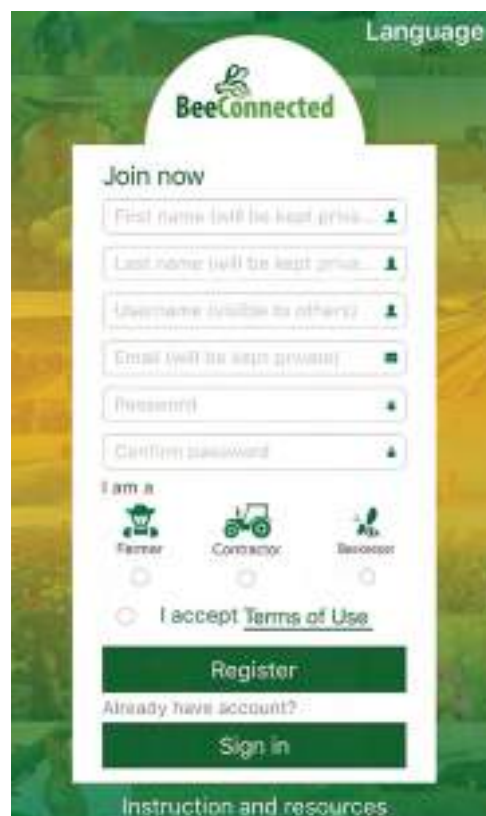 Language
BeeConnected
Join now
First name (will be kept priva...
Last name (will be kept priva...
Username (visible to others)
Email (will be kept private)
Password
Confirm password
I am a
Farmer Contractor
I accept Terms of Use
Register
Already have account?
Sign in
Instruction and resources